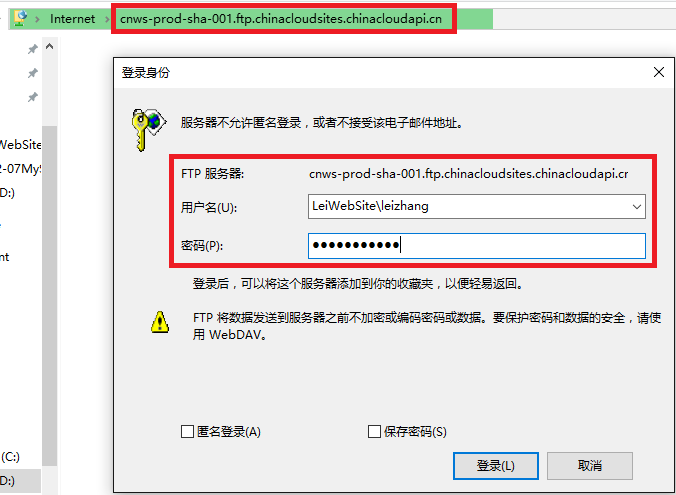 Internet
cnws-prod-sha-001.ftp.chinacloudsites.chinacloudapi.cn
WebSite
2-07MyS
D:)
nt
(C:)
D:)
登录身份
服务器不允许匿名登录，或者不接受该电子邮件地址。
FTP 服务器: cnws-prod-sha-001.ftp.chinacloudsites.chinacloudapi.cr
用户名(U): LeiWebSite\leizhang
密码(P): ●●●●●●●●●●●
登录后，可以将这个服务器添加到你的收藏夹，以便轻易返回。
FTP 将数据发送到服务器之前不加密或编码密码或数据。要保护密码和数据的安全，请使
用 WebDAV。
匿名登录(A) 保存密码(S)
登录(L) 取消